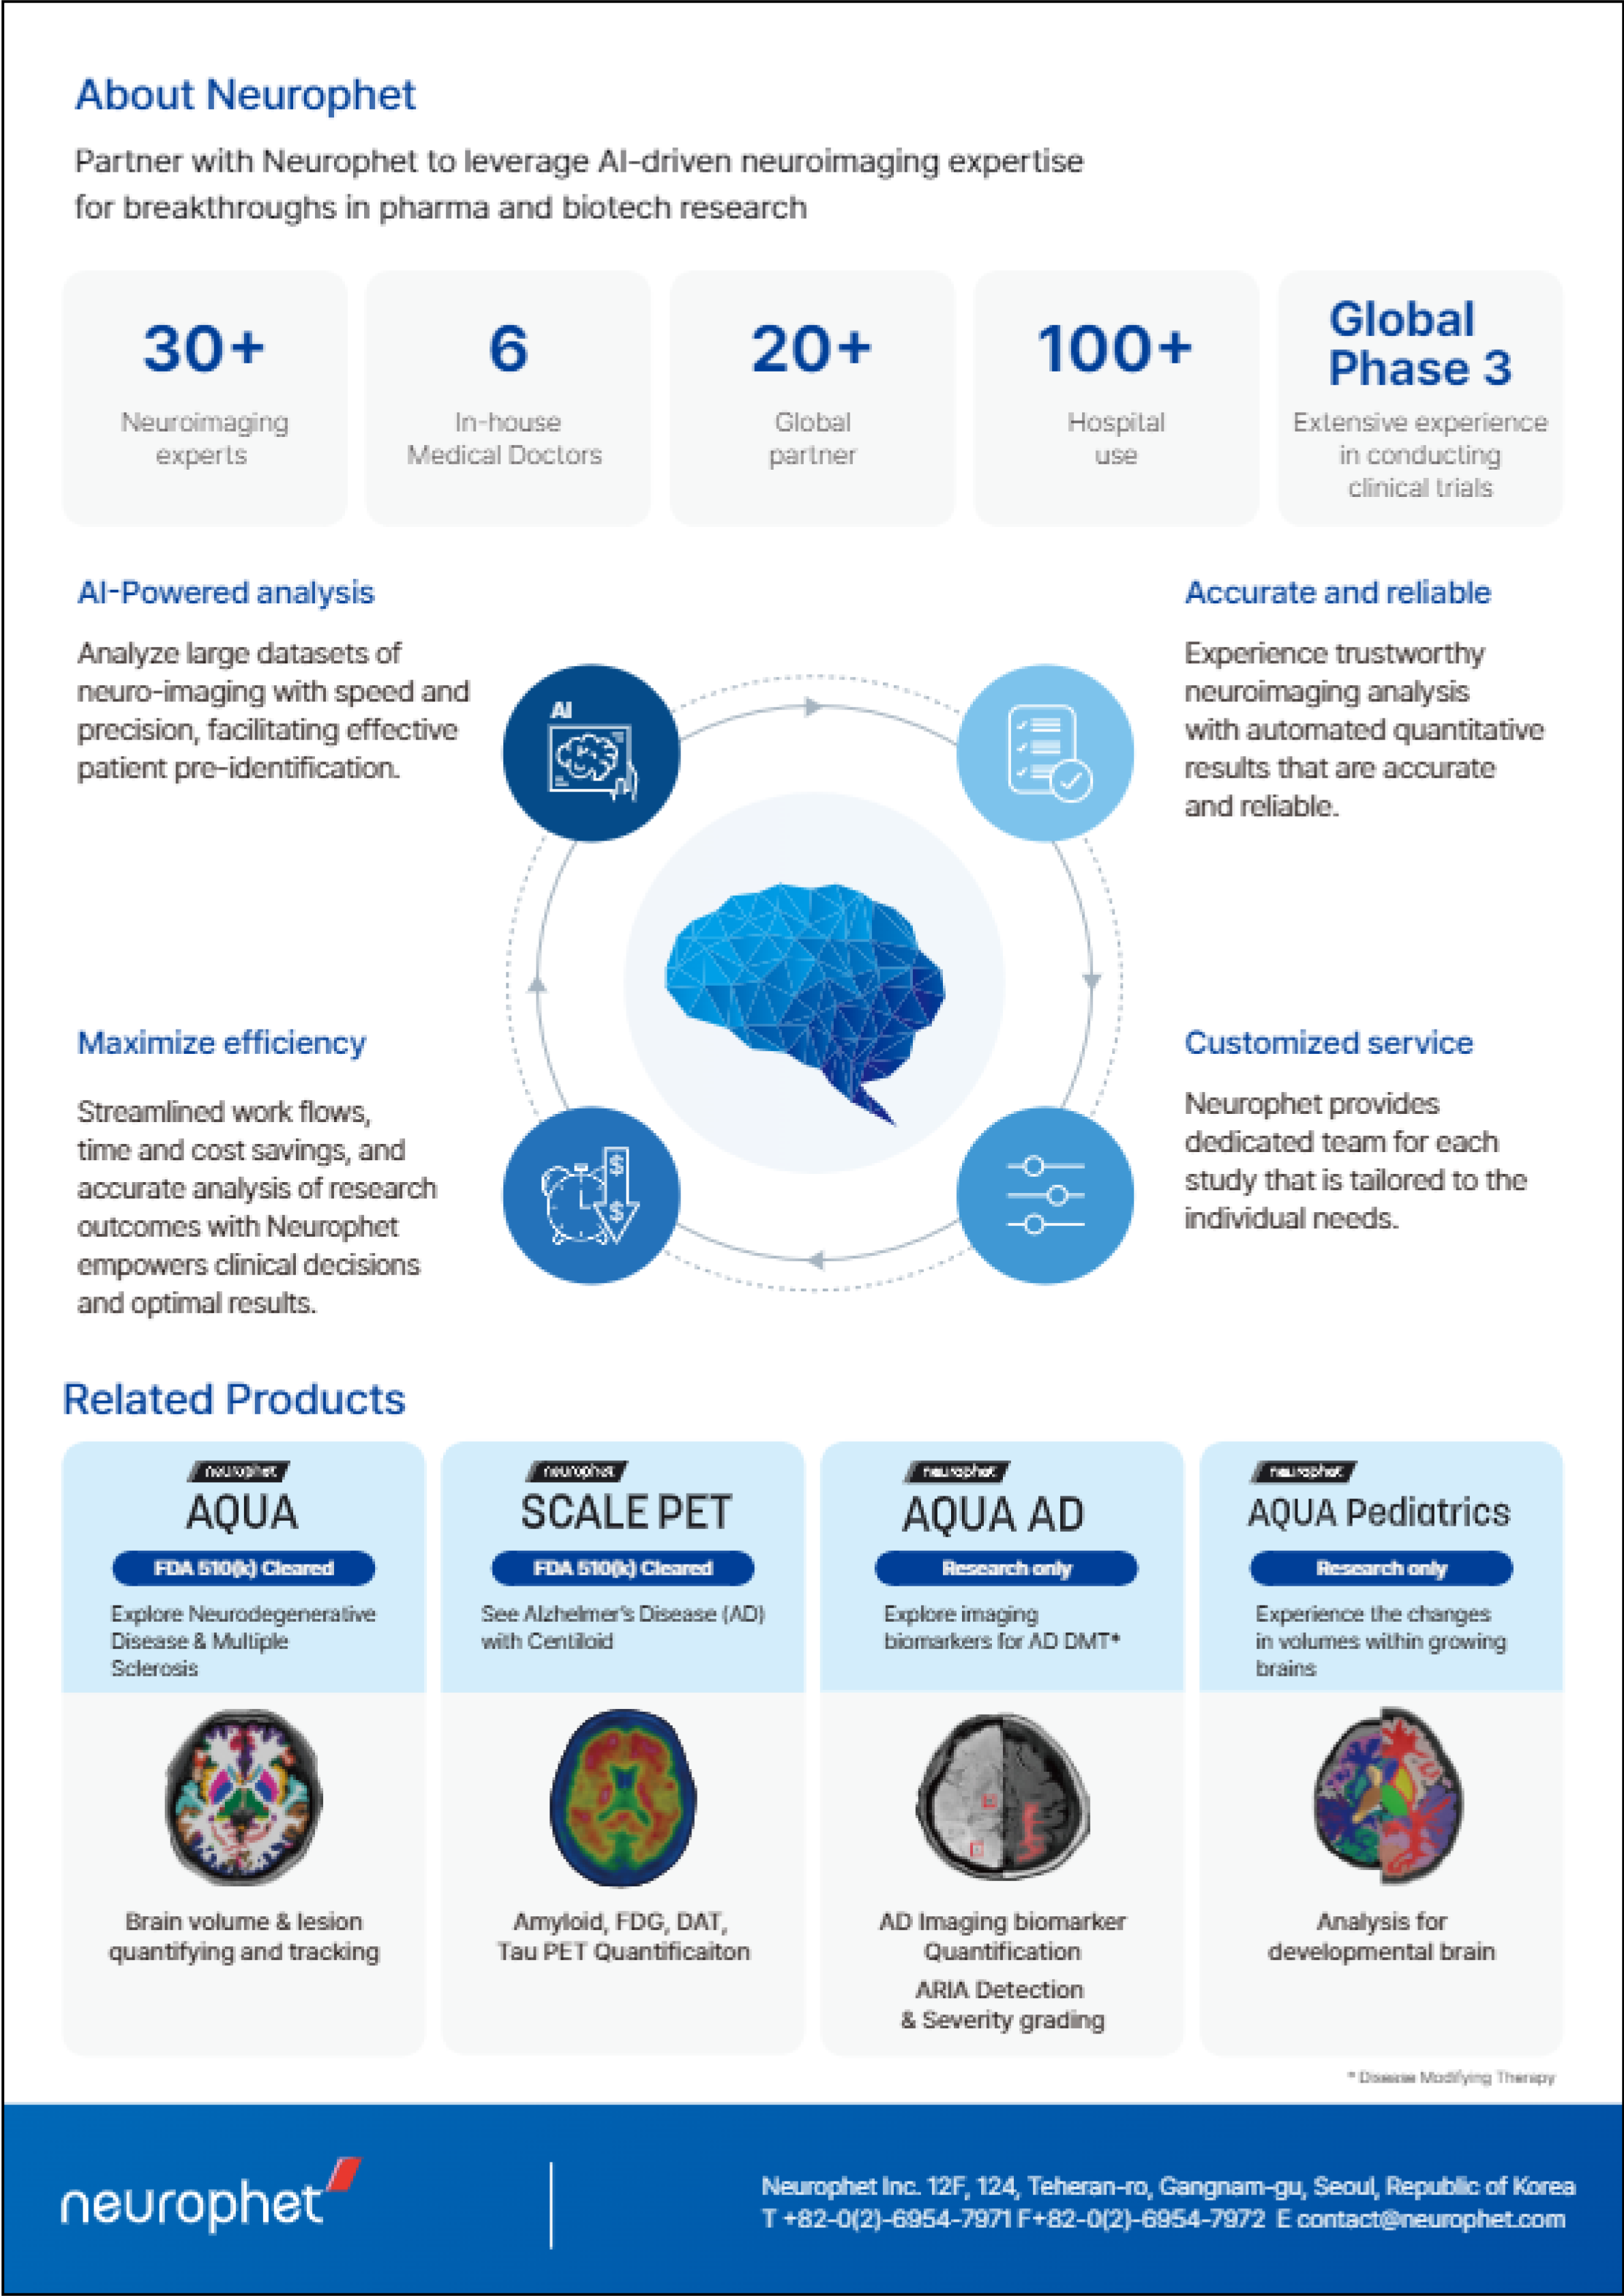 About Neurophet
Partner with Neurophet to leverage AI-driven neuroimaging expertise
for breakthroughs in pharma and biotech research
30+
Neuroimaging
experts
6
In-house
Medical Doctors
20+
Global
partner
100+
Hospital
use
Global
Phase 3
Extensive experience
in conducting
clinical trials
AI-Powered analysis
Analyze large datasets of
neuro-imaging with speed and
precision, facilitating effective
patient pre-identification.
AI
Accurate and reliable
Experience trustworthy
neuroimaging analysis
with automated quantitative
results that are accurate
and reliable.
Maximize efficiency
Streamlined work flows,
time and cost savings, and
accurate analysis of research
outcomes with Neurophet
empowers clinical decisions
and optimal results.
$
$
Customized service
Neurophet provides
dedicated team for each
study that is tailored to the
individual needs.
Related Products
neurophet
AQUA
FDA 510(k) Cleared
Explore Neurodegenerative
Disease & Multiple
Sclerosis
Brain volume & lesion
quantifying and tracking
neurophet
SCALE PET
FDA 510(k) Cleared
See Alzhelmer's Disease (AD)
with Centiloid
Amyloid, FDG, DAT,
Tau PET Quantificaiton
neurophet
AQUA AD
Research only
Explore imaging
biomarkers for AD DMT*
AD Imaging biomarker
Quantification
ARIA Detection
& Severity grading
neurophet
AQUA Pediatrics
Research only
Experience the changes
in volumes within growing
brains
Analysis for
developmental brain
* Disease Modifying Therapy
neurophet
Neurophet Inc. 12F, 124, Teheran-ro, Gangnam-gu, Seoul, Republic of Korea
T +82-0(2)-6954-7971 F+82-0(2)-6954-7972 E contact@neurophet.com